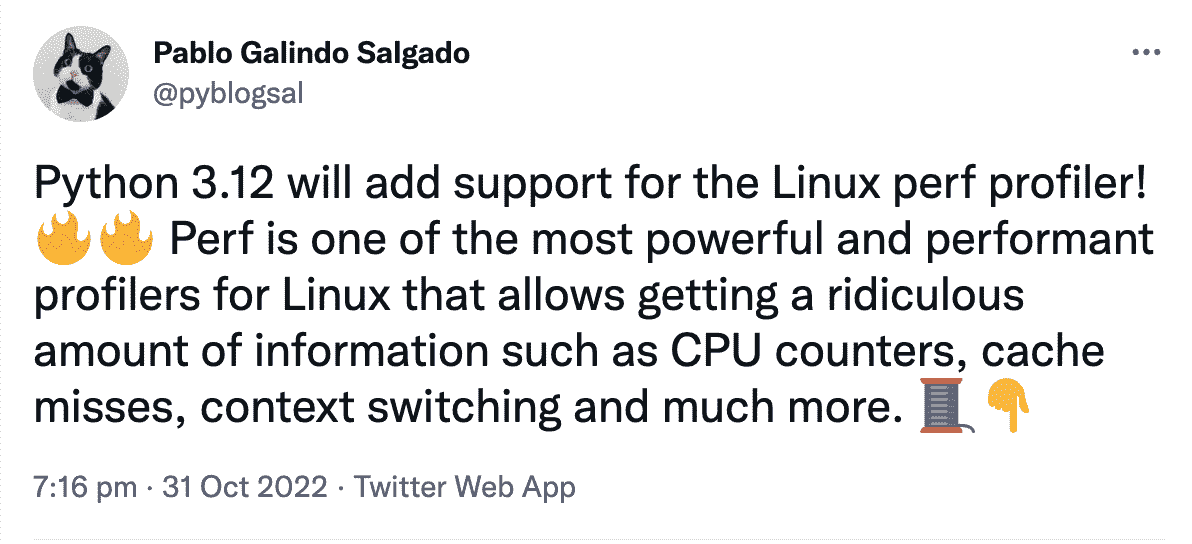 Pablo Galindo Salgado
@pyblogsal
Python 3.12 will add support for the Linux perf profiler!
🔥🔥 Perf is one of the most powerful and performant
profilers for Linux that allows getting a ridiculous
amount of information such as CPU counters, cache
misses, context switching and much more. 🧵👇
7:16 pm · 31 Oct 2022 · Twitter Web App